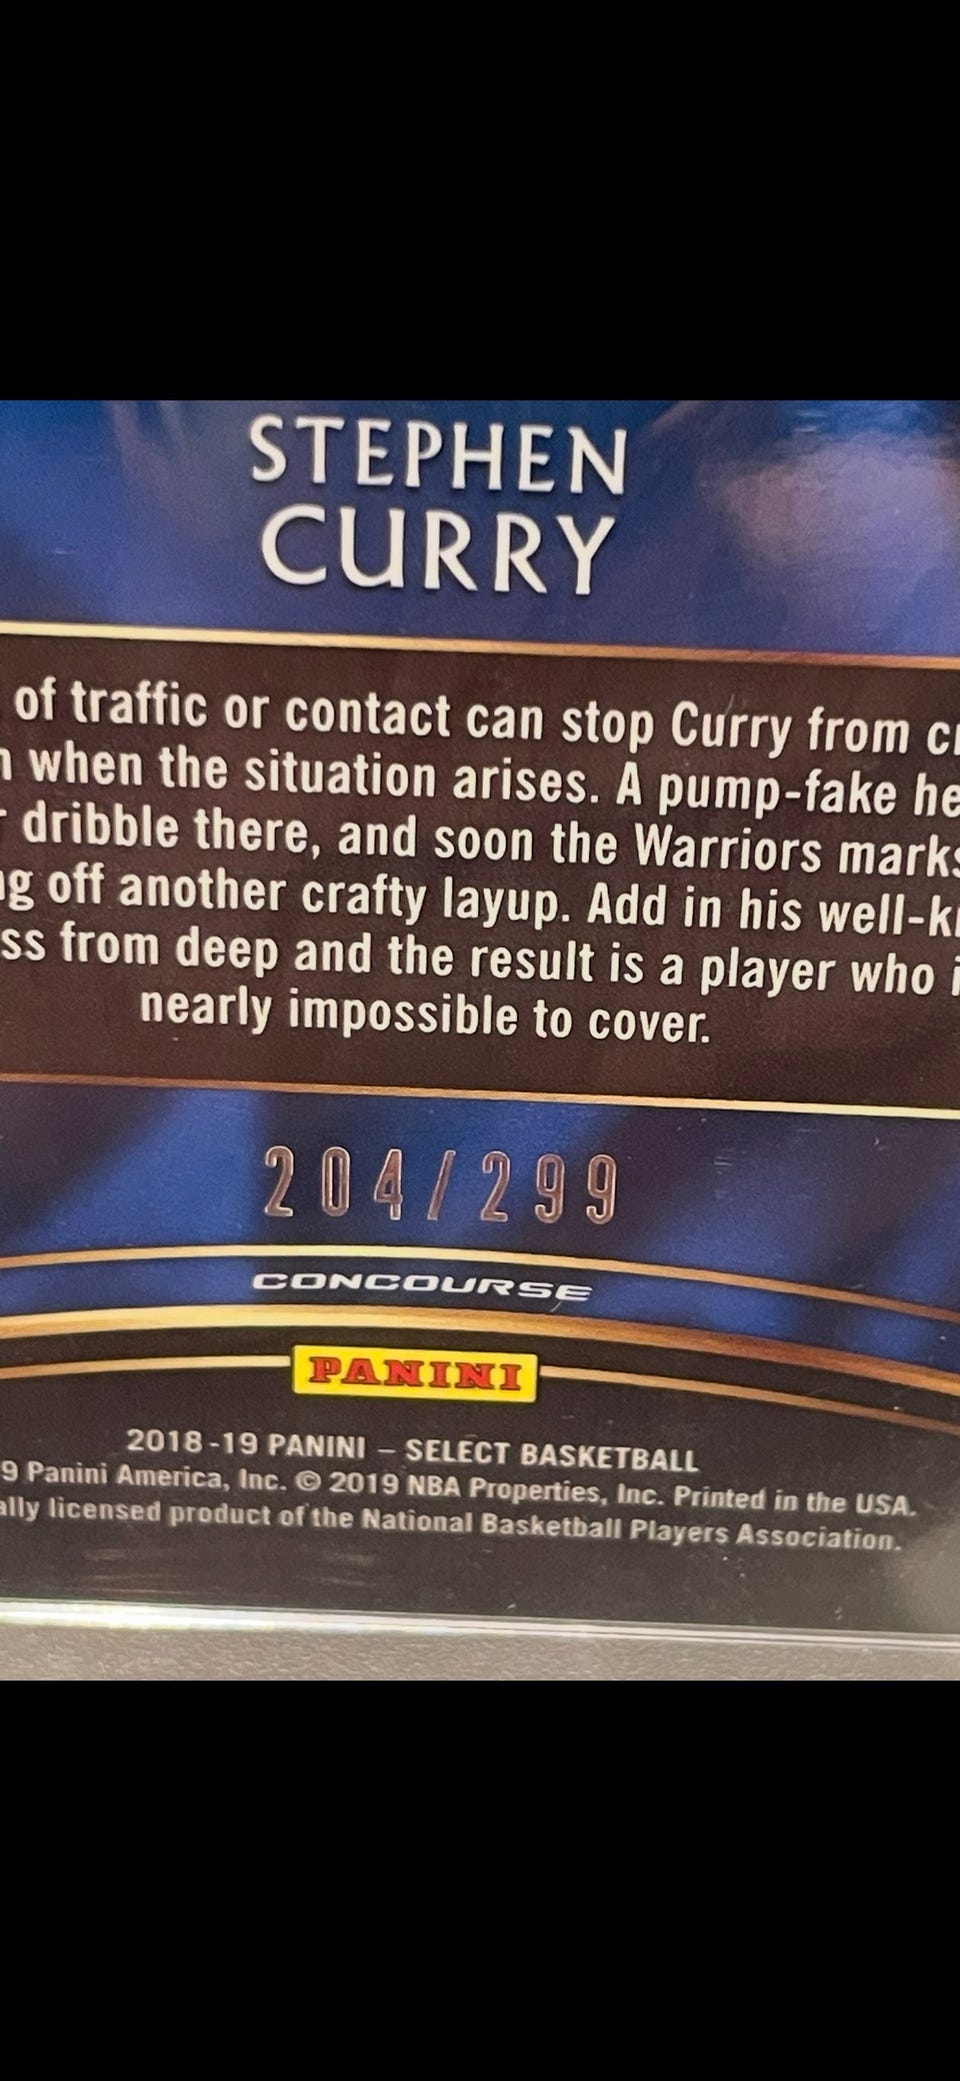 STEPHEN
CURRY
of traffic or contact can stop Curry from
when the situation arises. A pump-fake
dribble there, and soon the Warriors
off another crafty layup. Add in his
from deep and the result is a player who
nearly impossible to cover.
204/299
CONCOURSE
PANINI
2018-19 PANINI – SELECT BASKETBALL
9 Panini America, Inc. © 2019 NBA Properties, Inc. Printed in the USA.
licensed product of the National Basketball Players Association.